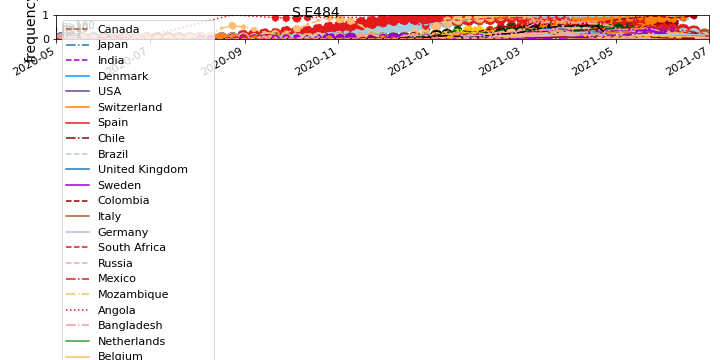 S.E484
frequency
1
0
2020-05
2020-07
2020-09
2020-11
2021-01
2021-03
2021-05
2021-07
Canada
Japan
India
Denmark
USA
Switzerland
Spain
Chile
Brazil
United Kingdom
Sweden
Colombia
Italy
Germany
South Africa
Russia
Mexico
Mozambique
Angola
Bangladesh
Netherlands
Belgium